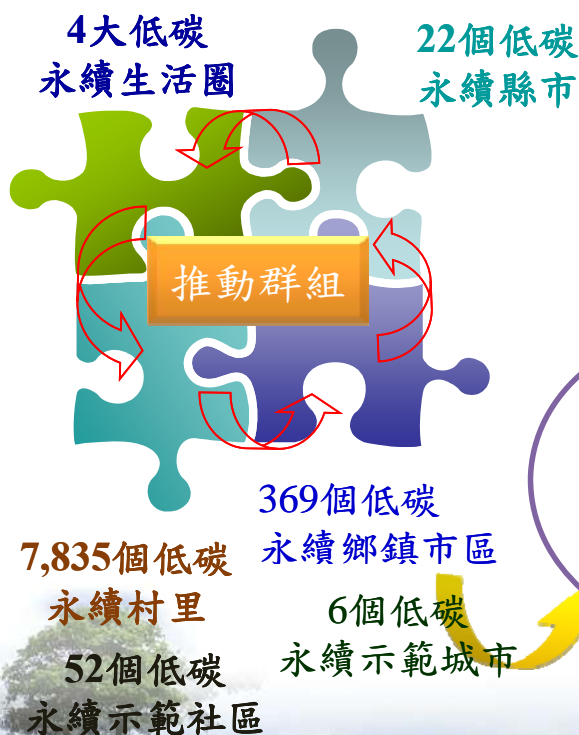 4大低碳
永續生活圈
22個低碳
永續縣市
推動群組
369個低碳
永續鄉鎮市區
7,835個低碳
永續村里
6個低碳
永續示範城市
52個低碳
永續示範社區